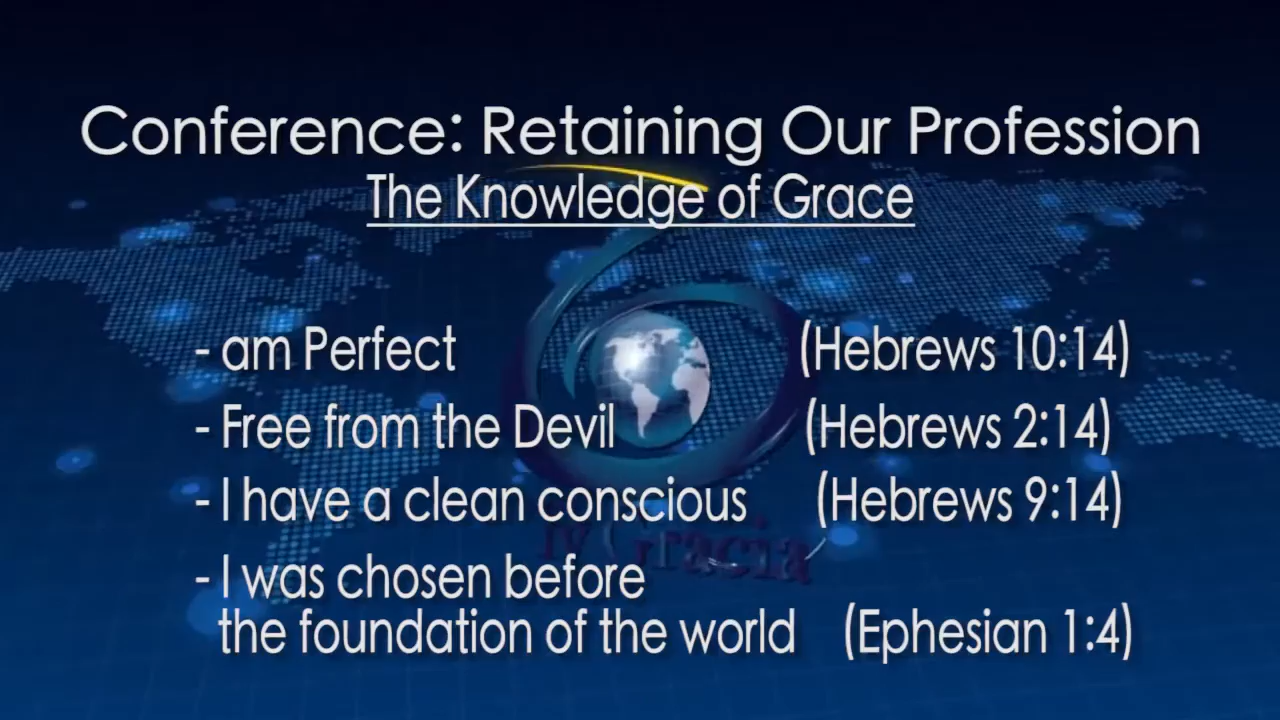 Conference: Retaining Our Profession
The Knowledge of Grace
- am Perfect (Hebrews 10:14)
- Free from the Devil (Hebrews 2:14)
- I have a clean conscious (Hebrews 9:14)
- I was chosen before
the foundation of the world (Ephesian 1:4)